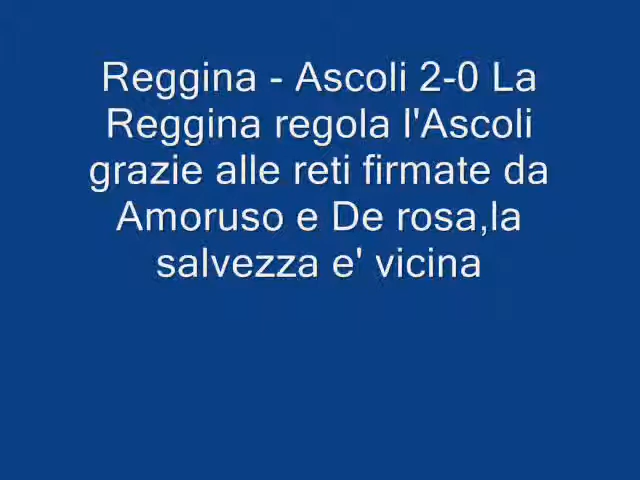 Reggina - Ascoli 2-0 La
Reggina regola l'Ascoli
grazie alle reti firmate da
Amoruso e De rosa,la
salvezza e' vicina